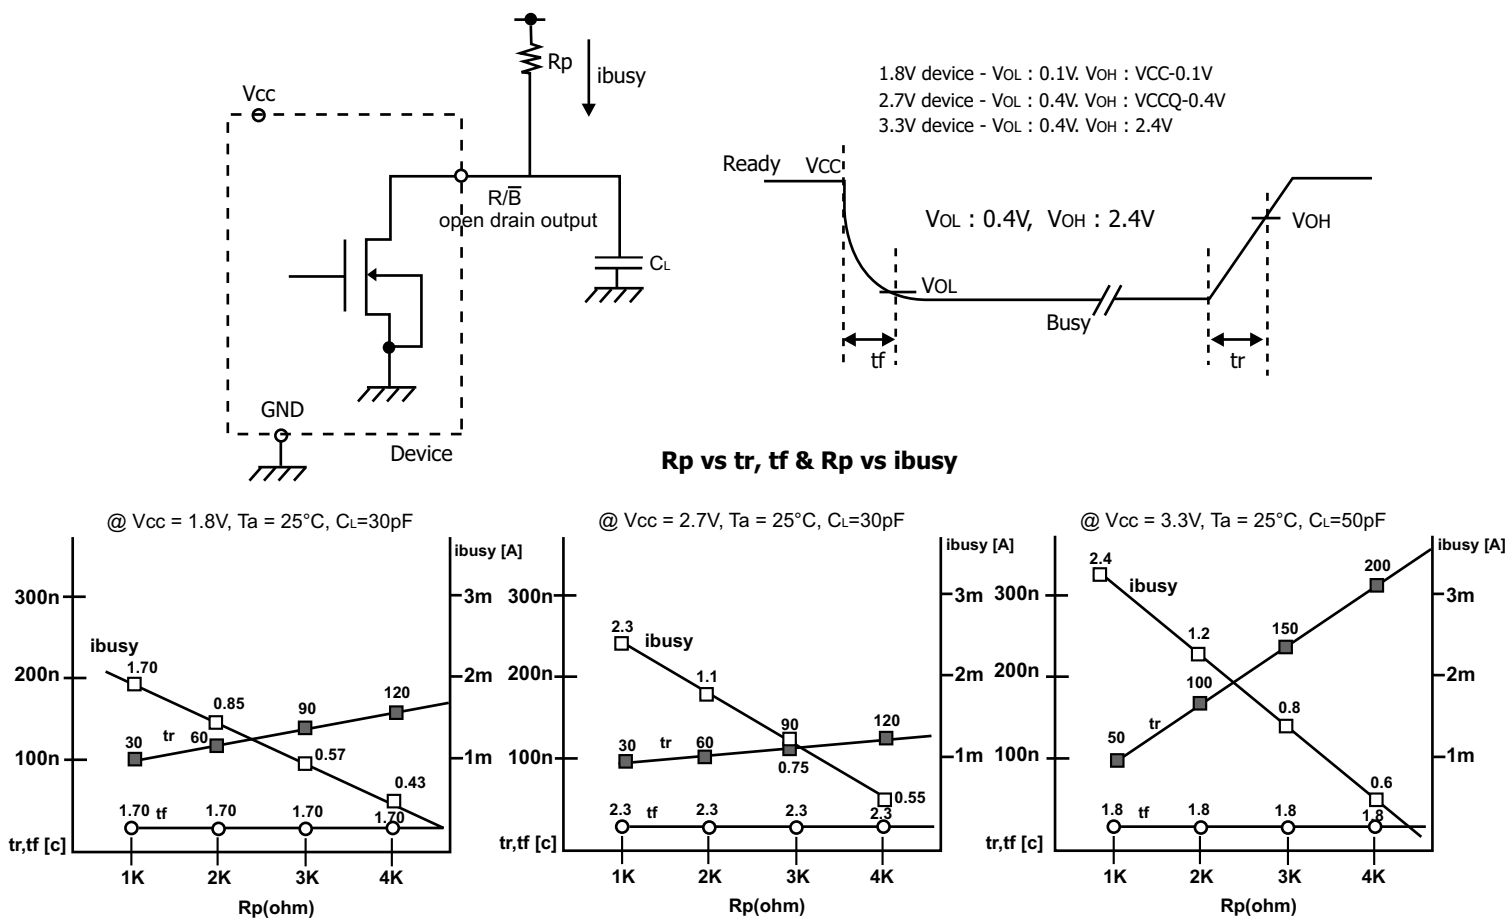 Rp
ibusy
Vcc
R/B̅
open drain output
CL
GND
Device
1.8V device - VOL : 0.1V. VOH : VCC-0.1V
2.7V device - VOL : 0.4V. VOH : VCCQ-0.4V
3.3V device - VOL : 0.4V. VOH : 2.4V
Ready VCC
VOL : 0.4V, VOH : 2.4V
VOH
VOL
Busy
tf
tr
Rp vs tr, tf & Rp vs ibusy
@ Vcc = 1.8V, Ta = 25°C, CL=30pF
ibusy [A]
300n
3m
ibusy
200n
1.70
2m
0.85
90
120
30
tr
60
100n
0.57
1m
0.43
1.70
tf
1.70
1.70
1.70
tr,tf [c]
1K
2K
3K
4K
Rp(ohm)
@ Vcc = 2.7V, Ta = 25°C, CL=30pF
ibusy [A]
300n
3m
2.3
ibusy
200n
1.1
2m
90
120
30
tr
60
100n
0.75
1m
0.55
2.3
tf
2.3
2.3
2.3
tr,tf [c]
1K
2K
3K
4K
Rp(ohm)
@ Vcc = 3.3V, Ta = 25°C, CL=50pF
ibusy [A]
2.4
200
ibusy
300n
3m
1.2
150
200n
100
2m
0.8
50
tr
100n
1m
0.6
1.8
tf
1.8
1.8
1.8
tr,tf [c]
1K
2K
3K
4K
Rp(ohm)